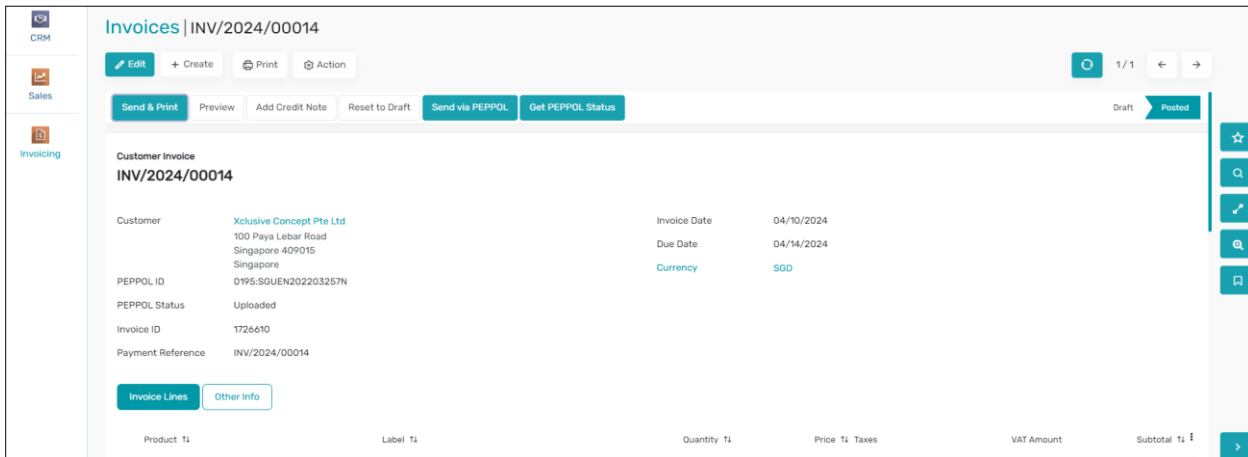 CRM
Sales
Invoicing
Invoices | INV/2024/00014
Edit + Create Print Action 1 / 1
Send & Print Preview Add Credit Note Reset to Draft Send via PEPPOL Get PEPPOL Status Draft Posted
Customer Invoice
INV/2024/00014
Customer Xclusive Concept Pte Ltd Invoice Date 04/10/2024
100 Paya Lebar Road
Singapore 409015 Due Date 04/14/2024
Singapore Currency SGD
PEPPOL ID 0195:SGUEN202203257N
PEPPOL Status Uploaded
Invoice ID 1726610
Payment Reference INV/2024/00014
Invoice Lines Other Info
Product Label Quantity Price Taxes VAT Amount Subtotal